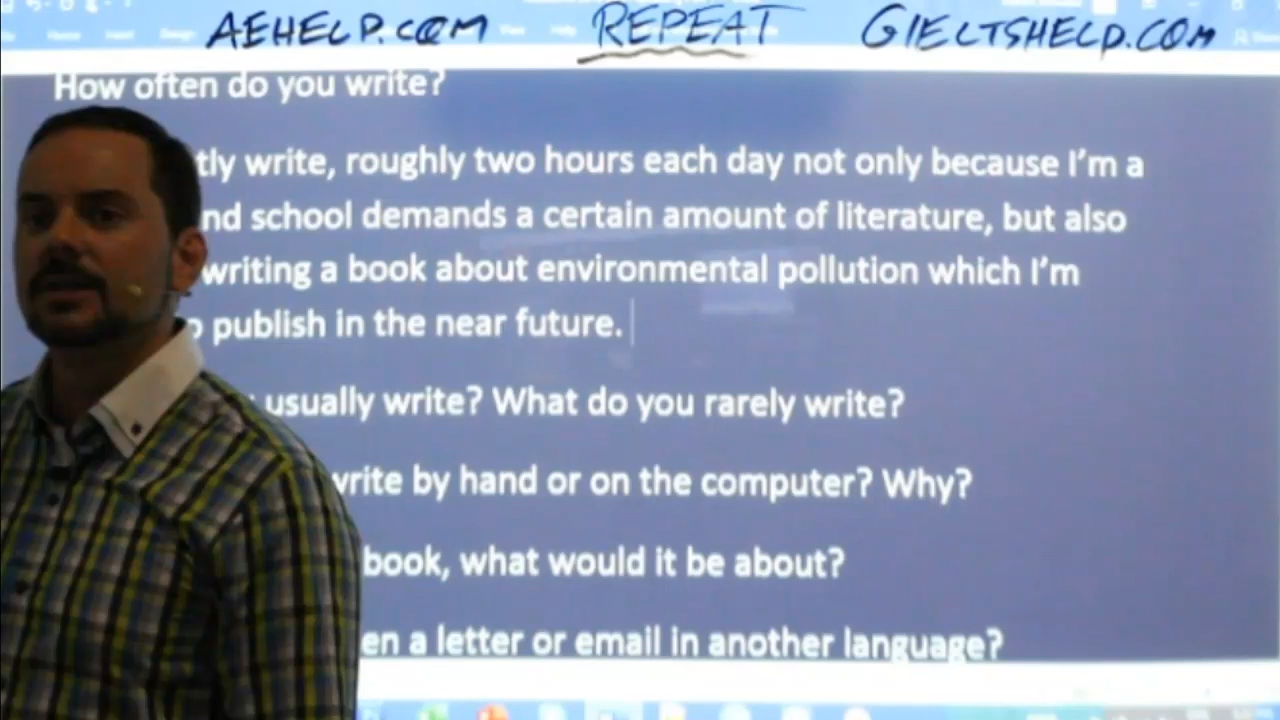 AEHELP.COM REPEAT GIELTSHELP.COM
How often do you write?
tly write, roughly two hours each day not only because I'm a
nd school demands a certain amount of literature, but also
writing a book about environmental pollution which I'm
publish in the near future.
usually write? What do you rarely write?
write by hand or on the computer? Why?
book, what would it be about?
en a letter or email in another language?